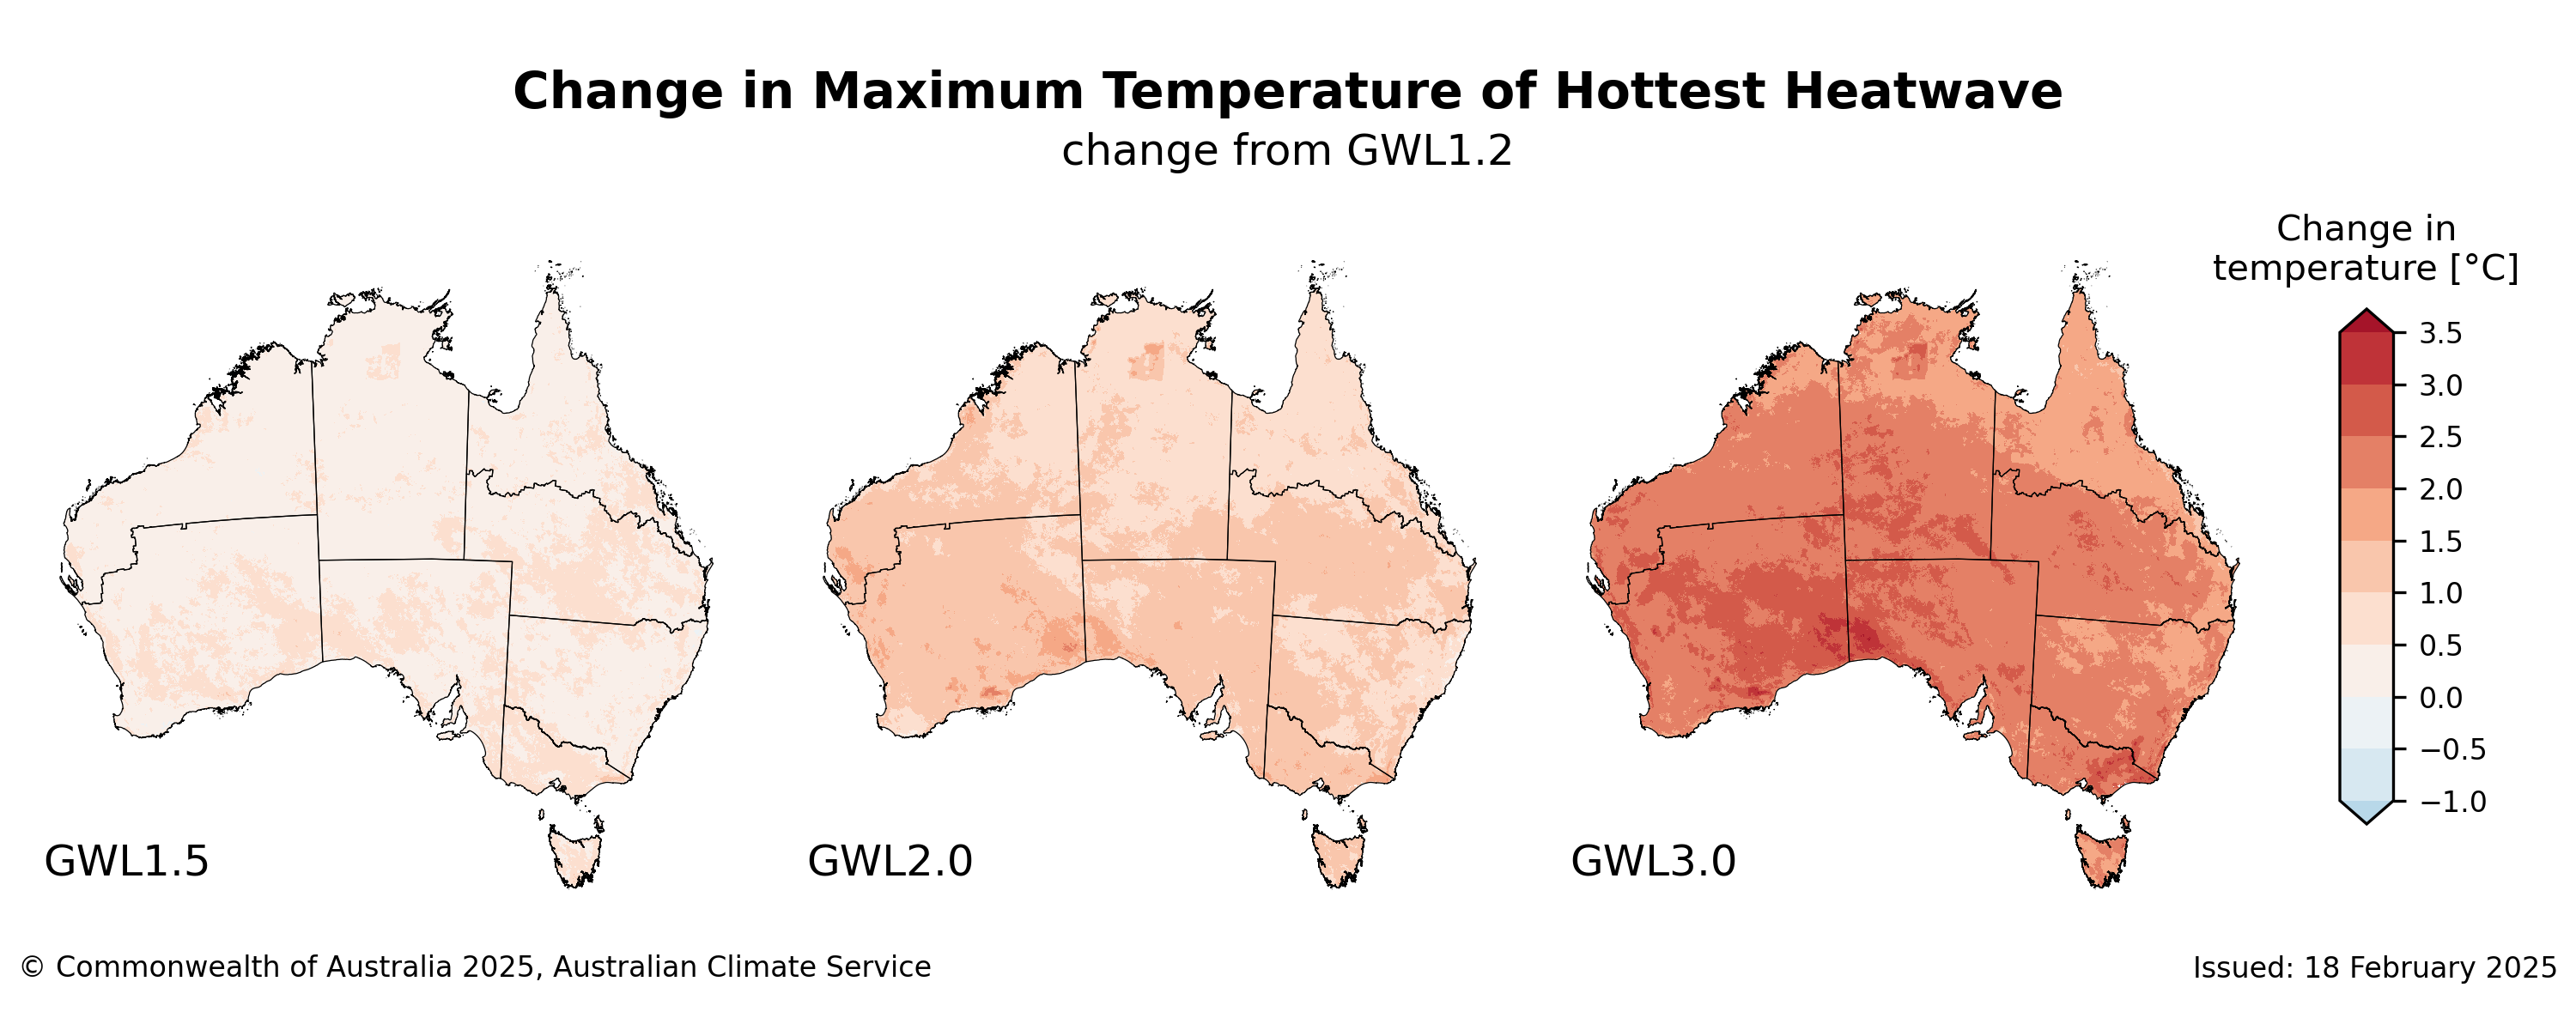 Change in Maximum Temperature of Hottest Heatwave
change from GWL1.2
Change in
temperature [°C]
3.5
3.0
2.5
2.0
1.5
1.0
0.5
0.0
−0.5
−1.0
GWL1.5
GWL2.0
GWL3.0
© Commonwealth of Australia 2025, Australian Climate Service
Issued: 18 February 2025